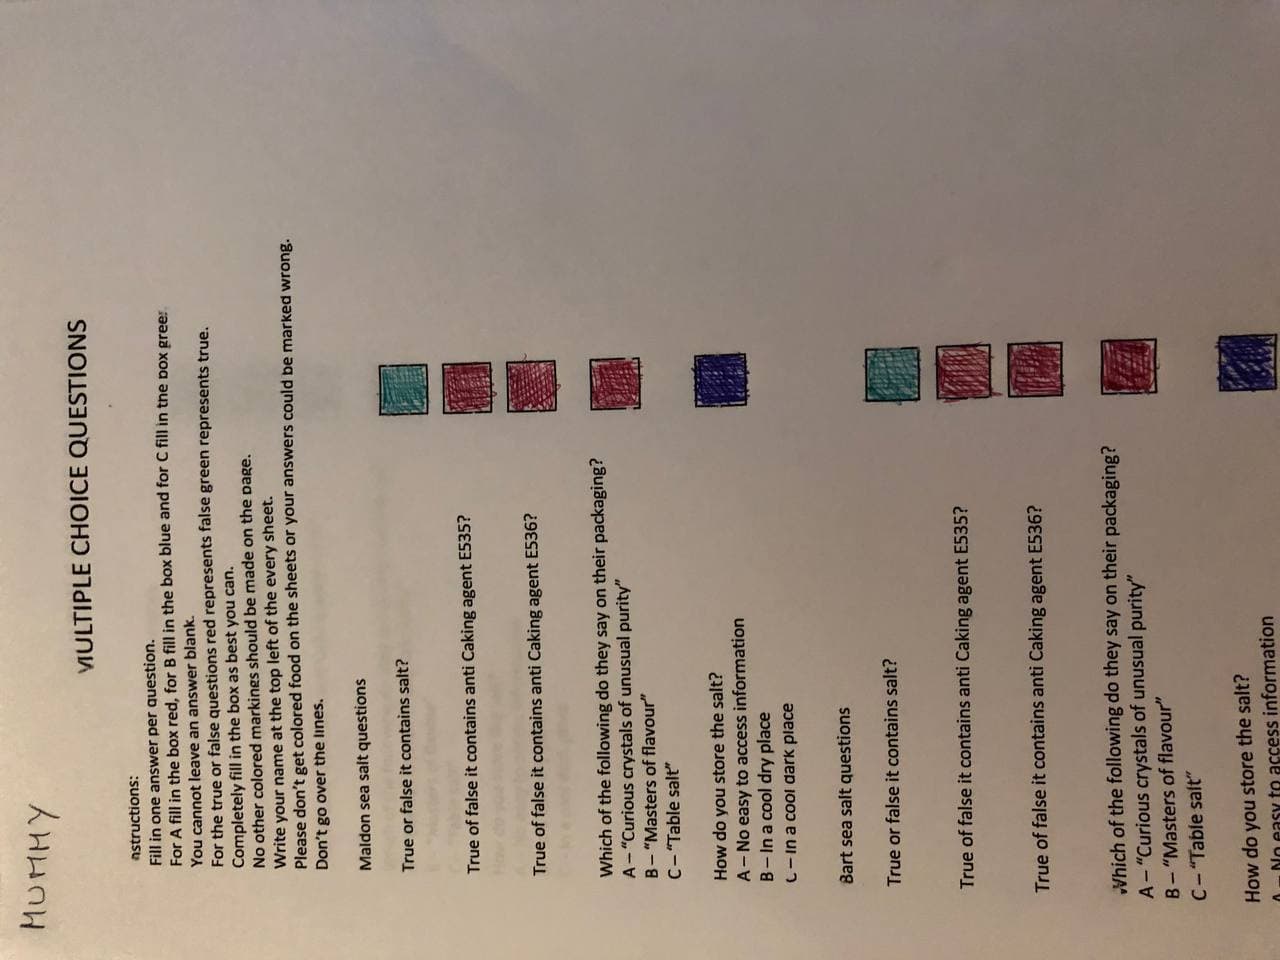 MUMMY
MULTIPLE CHOICE QUESTIONS
nstructions:
Fill in one answer per question.
For A fill in the box red, for B fill in the box blue and for C fill in the box gree
You cannot leave an answer blank.
For the true or false questions red represents false green represents true.
Completely fill in the box as best you can.
No other colored markings should be made on the page.
Write your name at the top left of the every sheet.
Please don't get colored food on the sheets or your answers could be marked wrong.
Don't go over the lines.
Maldon sea salt questions
True or false it contains salt?
True of false it contains anti Caking agent E535?
True of false it contains anti Caking agent E536?
Which of the following do they say on their packaging?
A – "Curious crystals of unusual purity"
B – "Masters of flavour"
C – "Table salt"
How do you store the salt?
A – No easy to access information
B – In a cool dry place
C – In a cool dark place
Bart sea salt questions
True or false it contains salt?
True of false it contains anti Caking agent E535?
True of false it contains anti Caking agent E536?
Which of the following do they say on their packaging?
A – "Curious crystals of unusual purity"
B – "Masters of flavour"
C – "Table salt"
How do you store the salt?
A – No easy to access information